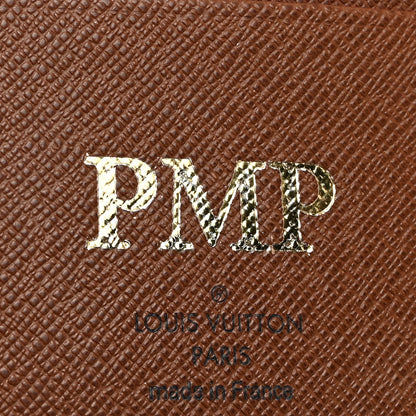 PMP
®
LOUIS VUITTON
PARIS
made in France